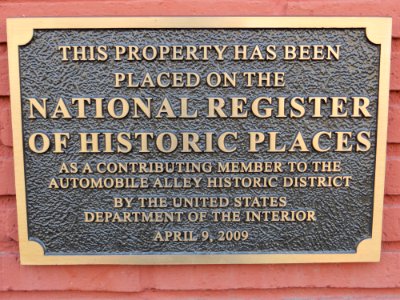 THIS PROPERTY HAS BEEN
PLACED ON THE
NATIONAL REGISTER
OF HISTORIC PLACES
AS A CONTRIBUTING MEMBER TO THE
AUTOMOBILE ALLEY HISTORIC DISTRICT
BY THE UNITED STATES
DEPARTMENT OF THE INTERIOR
APRIL 9, 2009